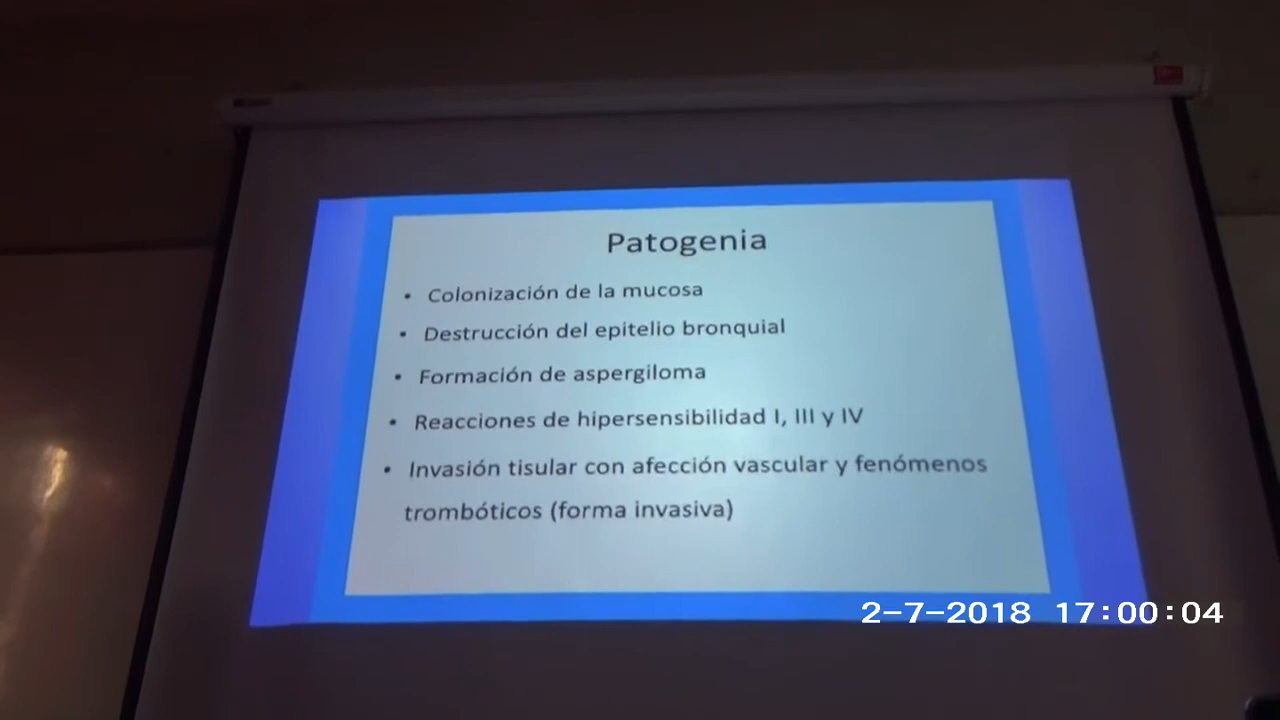 Patogenia
• Colonización de la mucosa
• Destrucción del epitelio bronquial
• Formación de aspergiloma
• Reacciones de hipersensibilidad I, III y IV
• Invasión tisular con afección vascular y fenómenos
trombóticos (forma invasiva)
2-7-2018 17:00:04